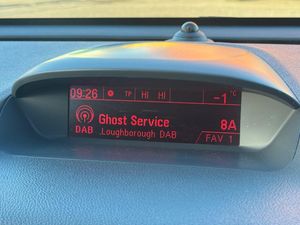 09:26 TP HI HI -1 °C
Ghost Service 8A
DAB .Loughborough DAB
FAV 1